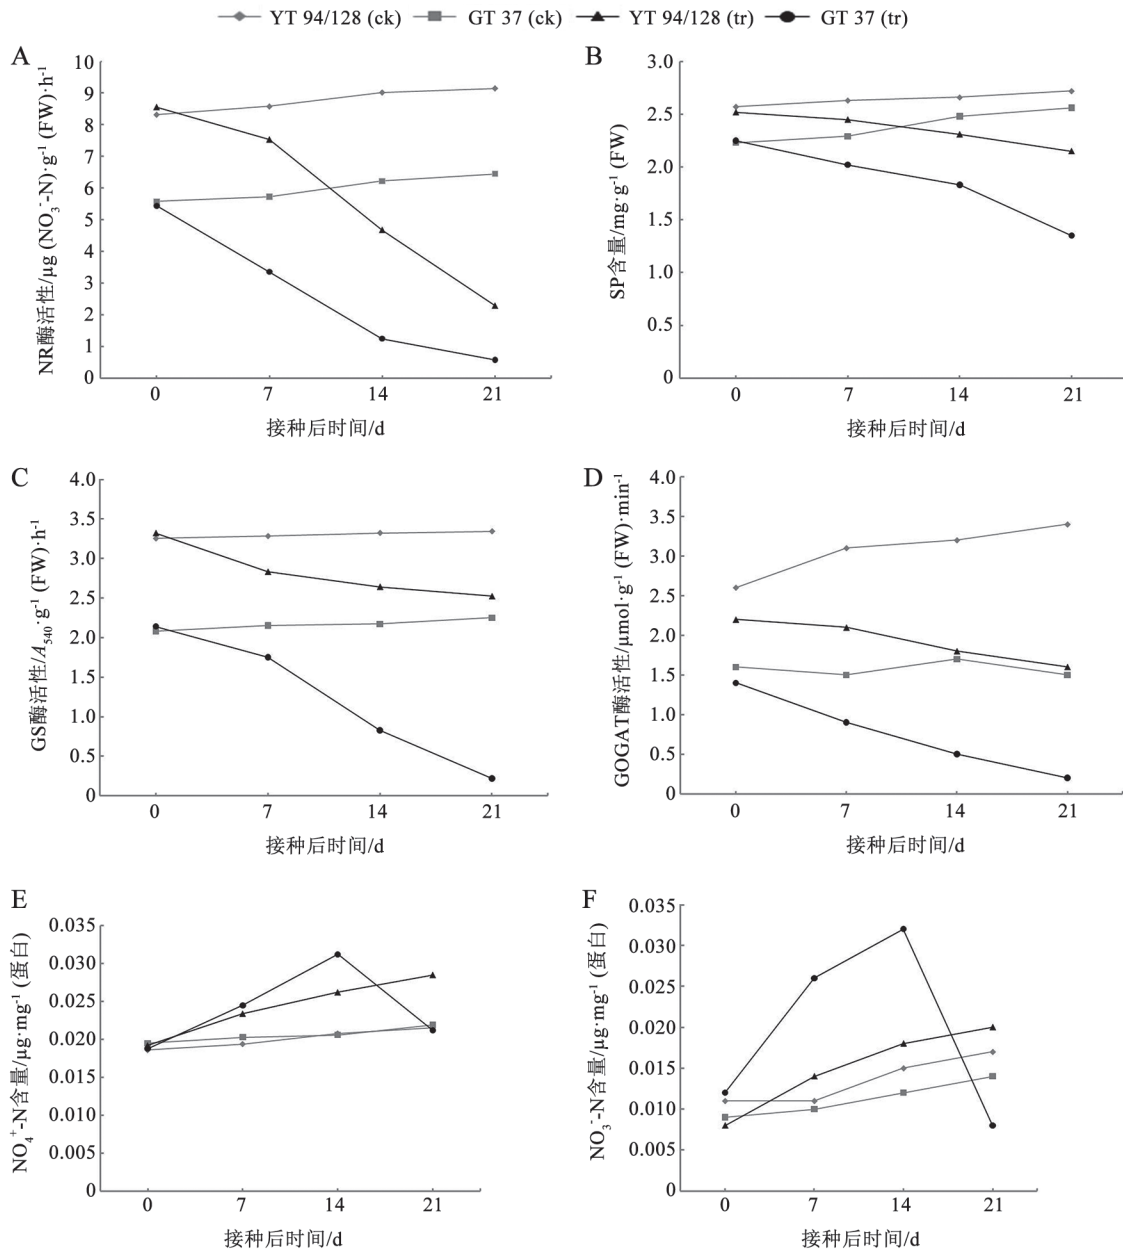 YT 94/128 (ck) GT 37 (ck) YT 94/128 (tr) GT 37 (tr)
A
NR酶活性/μg (NO₃⁻-N)·g⁻¹ (FW)·h⁻¹
10
9
8
7
6
5
4
3
2
1
0
0 7 14 21
接种后时间/d
B
SP含量/mg·g⁻¹ (FW)
3.0
2.5
2.0
1.5
1.0
0.5
0
0 7 14 21
接种后时间/d
C
GS酶活性/A₅₄₀·g⁻¹ (FW)·h⁻¹
4.0
3.5
3.0
2.5
2.0
1.5
1.0
0.5
0
0 7 14 21
接种后时间/d
D
GOGAT酶活性/μmol·g⁻¹ (FW)·min⁻¹
4.0
3.5
3.0
2.5
2.0
1.5
1.0
0.5
0
0 7 14 21
接种后时间/d
E
NO₄⁺-N含量/μg·mg⁻¹ (蛋白)
0.035
0.030
0.025
0.020
0.015
0.010
0.005
0
0 7 14 21
接种后时间/d
F
NO₃⁻-N含量/μg·mg⁻¹ (蛋白)
0.035
0.030
0.025
0.020
0.015
0.010
0.005
0
0 7 14 21
接种后时间/d